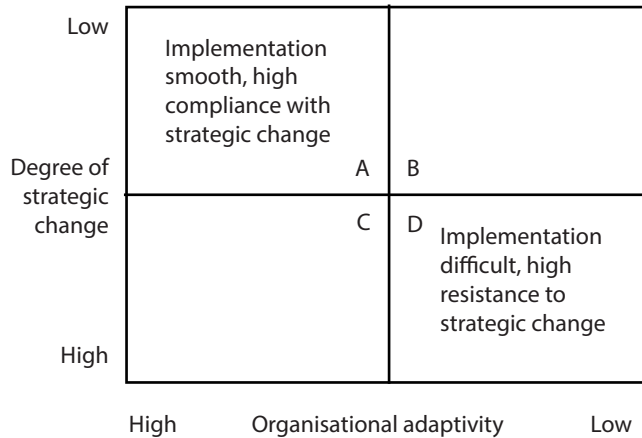 Low
Implementation
smooth, high
compliance with
strategic change
A
B
Degree of
strategic
change
C
D
Implementation
difficult, high
resistance to
strategic change
High
High
Organisational adaptivity
Low